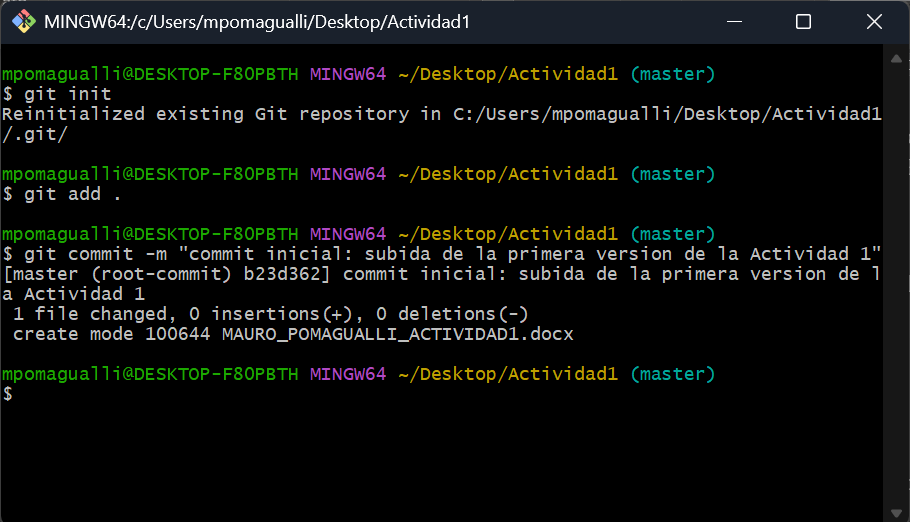 MINGW64:/c/Users/mpomagualli/Desktop/Actividad1
mpomagualli@DESKTOP-F80PBTH MINGW64 ~/Desktop/Actividad1 (master)
$ git init
Reinitialized existing Git repository in C:/Users/mpomagualli/Desktop/Actividad1
/.git/
mpomagualli@DESKTOP-F80PBTH MINGW64 ~/Desktop/Actividad1 (master)
$ git add .
mpomagualli@DESKTOP-F80PBTH MINGW64 ~/Desktop/Actividad1 (master)
$ git commit -m "commit inicial: subida de la primera version de la Actividad 1"
[master (root-commit) b23d362] commit inicial: subida de la primera version de l
a Actividad 1
 1 file changed, 0 insertions(+), 0 deletions(-)
 create mode 100644 MAURO_POMAGUALLI_ACTIVIDAD1.docx
mpomagualli@DESKTOP-F80PBTH MINGW64 ~/Desktop/Actividad1 (master)
$